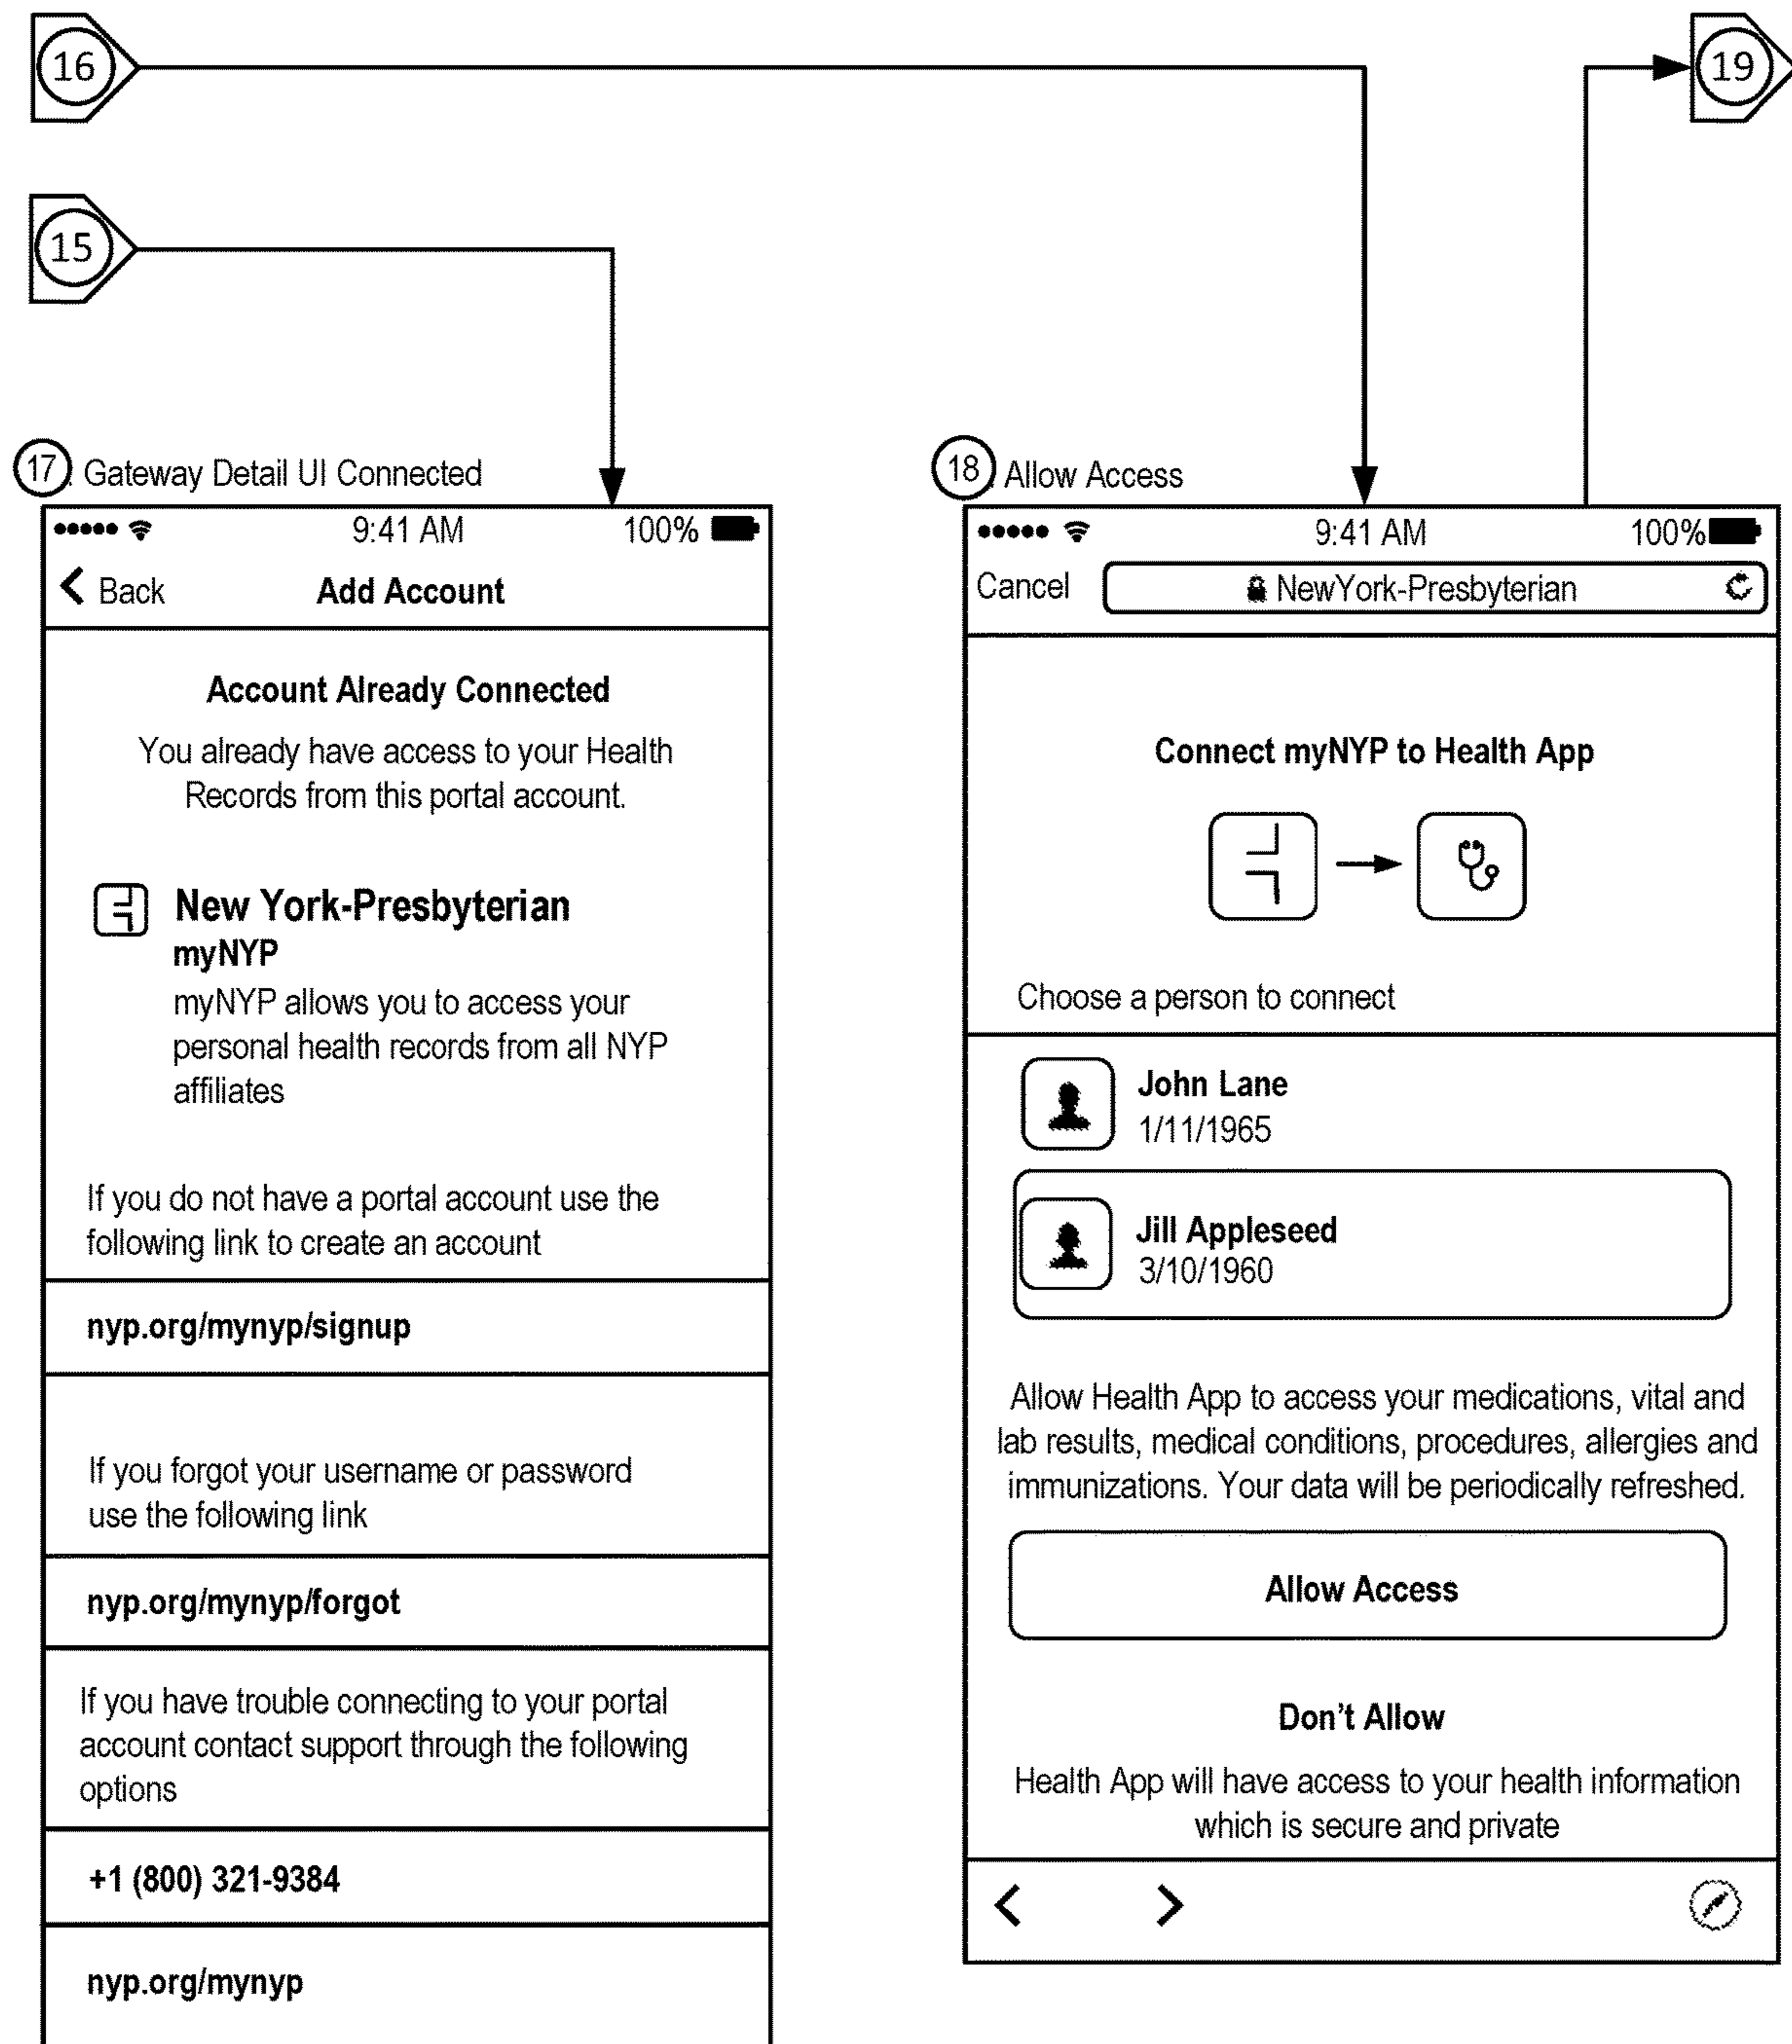 16
19
15
17. Gateway Detail UI Connected
9:41 AM 100%
Back Add Account
Account Already Connected
You already have access to your Health
Records from this portal account.
New York-Presbyterian
myNYP
myNYP allows you to access your
personal health records from all NYP
affiliates
If you do not have a portal account use the
following link to create an account
nyp.org/mynyp/signup
If you forgot your username or password
use the following link
nyp.org/mynyp/forgot
If you have trouble connecting to your portal
account contact support through the following
options
+1 (800) 321-9384
nyp.org/mynyp
18 Allow Access
9:41 AM 100%
Cancel NewYork-Presbyterian
Connect myNYP to Health App
Choose a person to connect
John Lane
1/11/1965
Jill Appleseed
3/10/1960
Allow Health App to access your medications, vital and
lab results, medical conditions, procedures, allergies and
immunizations. Your data will be periodically refreshed.
Allow Access
Don't Allow
Health App will have access to your health information
which is secure and private